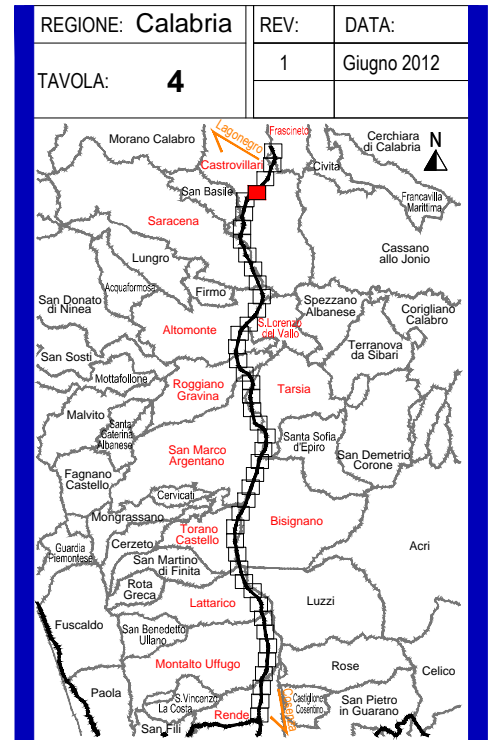 REGIONE: Calabria
REV:
DATA:
TAVOLA: 4
1
Giugno 2012
Lagonegro
Frascineto
Morano Calabro
Cerchiara
di Calabria
N
Castrovillari
Civita
San Basile
Francavilla
Marittima
Saracena
Lungro
Cassano
allo Jonio
Acquaformosa
Firmo
San Donato
di Ninea
Spezzano
Albanese
Corigliano
Calabro
Altomonte
S.Lorenzo
del Vallo
Terranova
da Sibari
San Sosti
Mottafollone
Roggiano
Gravina
Tarsia
Malvito
Santa
Caterina
Albanese
Santa Sofia
d'Epiro
San Marco
Argentano
San Demetrio
Corone
Fagnano
Castello
Cervicati
Mongrassano
Torano
Castello
Bisignano
Guardia
Piemontese
Cerzeto
Acri
San Martino
di Finita
Rota
Greca
Lattarico
Luzzi
Fuscaldo
San Benedetto
Ullano
Montalto Uffugo
Rose
Celico
Paola
S.Vincenzo
La Costa
Cosenza
Castiglione
Cosentino
San Pietro
in Guarano
Rende
San Fili